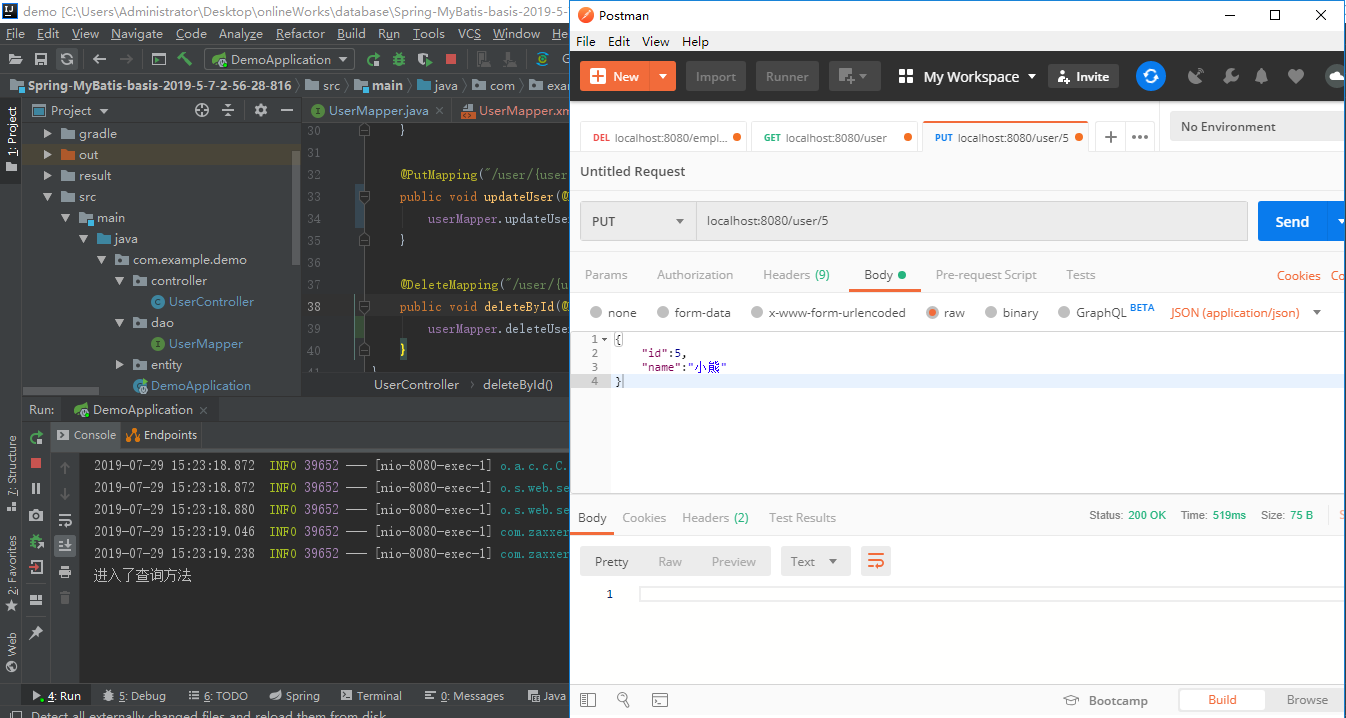 demo [C:\Users\Administrator\Desktop\onlineWorks\database\Spring-MyBatis-basis-2019-5-
File Edit View Navigate Code Analyze Refactor Build Run Tools VCS Window He
DemoApplication
Spring-MyBatis-basis-2019-5-7-2-56-28-816 src main java com exa
1: Project
Project
gradle
out
result
src
main
java
com.example.demo
controller
UserController
dao
UserMapper
entity
DemoApplication
UserMapper.java UserMapper.xm
30 }
31
32 @PutMapping("/user/{user
33 public void updateUser(@
34 userMapper.updateUse
35 }
36
37 @DeleteMapping("/user/{u
38 public void deleteById(@
39 userMapper.deleteUse
40 }
41 }
UserController deleteById()
Run: DemoApplication
Console Endpoints
2019-07-29 15:23:18.872 INFO 39652 --- [nio-8080-exec-1] o.a.c.c.C.
2019-07-29 15:23:18.872 INFO 39652 --- [nio-8080-exec-1] o.s.web.se
2019-07-29 15:23:18.880 INFO 39652 --- [nio-8080-exec-1] o.s.web.se
2019-07-29 15:23:19.046 INFO 39652 --- [nio-8080-exec-1] com.zaxxer
2019-07-29 15:23:19.238 INFO 39652 --- [nio-8080-exec-1] com.zaxxer
进入了查询方法
7: Structure
2: Favorites
Web
4: Run 5: Debug 6: TODO Spring Terminal 0: Messages Java
Detect all externally changed files and reload them from disk
Postman
File Edit View Help
New Import Runner My Workspace Invite
DEL localhost:8080/empl... GET localhost:8080/user PUT localhost:8080/user/5 No Environment
Untitled Request
PUT localhost:8080/user/5 Send
Params Authorization Headers (9) Body Pre-request Script Tests Cookies Co
none form-data x-www-form-urlencoded raw binary GraphQL BETA JSON (application/json)
1 {
2 "id":5,
3 "name":"小熊"
4 }
Body Cookies Headers (2) Test Results Status: 200 OK Time: 519ms Size: 75 B S
Pretty Raw Preview Text
1
Bootcamp Build Browse